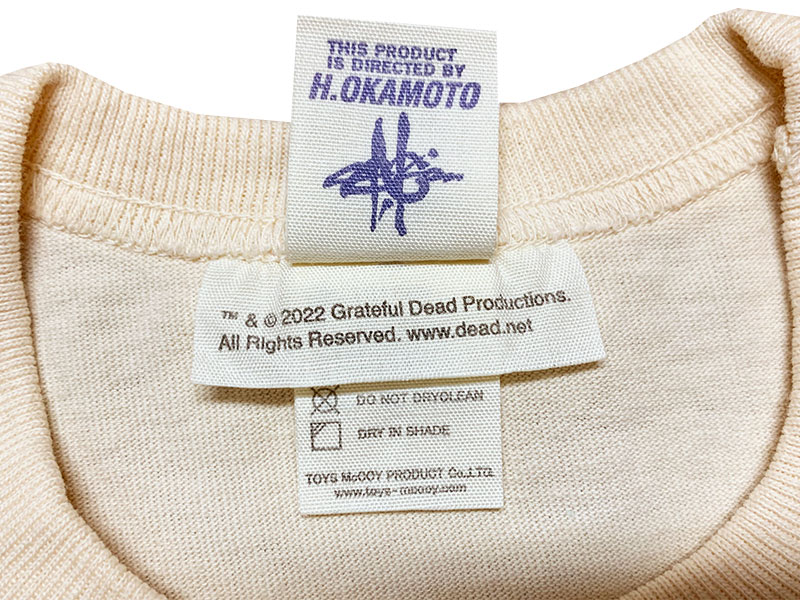 THIS PRODUCT
IS DIRECTED BY
H.OKAMOTO
™ & © 2022 Grateful Dead Productions.
All Rights Reserved. www.dead.net
DO NOT DRYCLEAN
DRY IN SHADE
TOYS McCOY PRODUCT Co.,LTD.
www.toys-mccoy.com